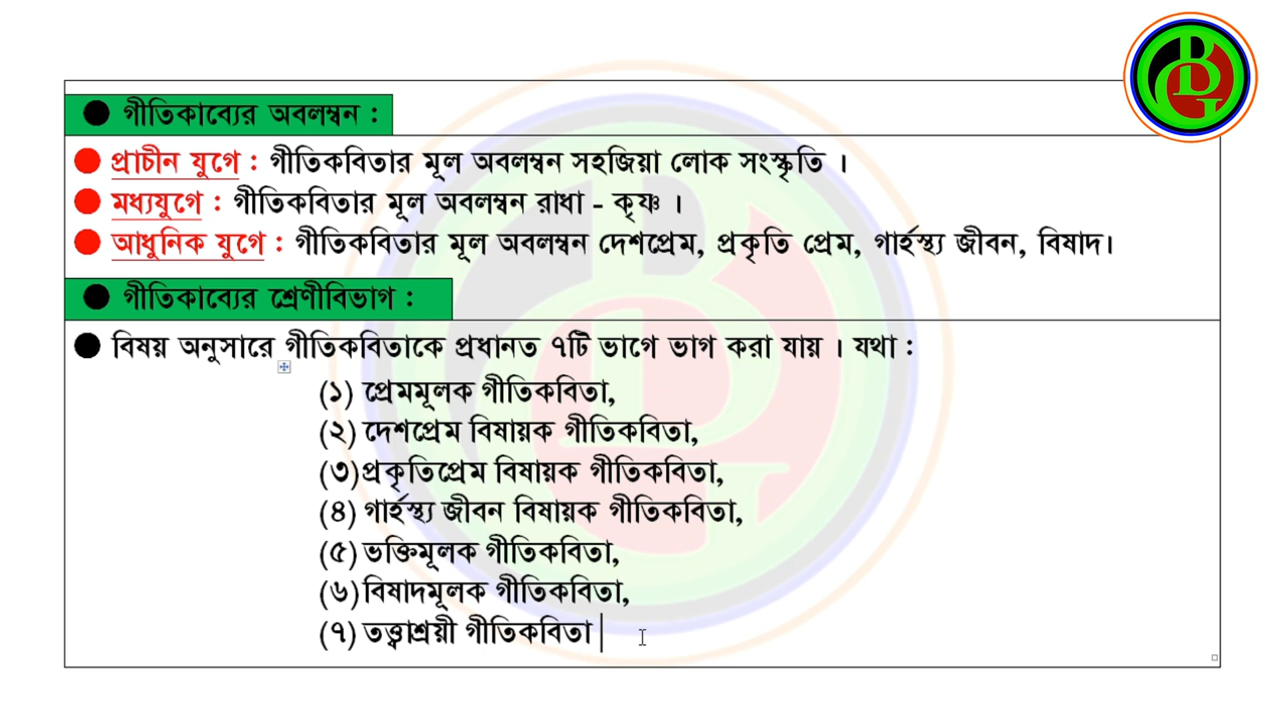 ● গীতিকাব্যের অবলম্বন :
● প্রাচীন যুগে : গীতিকবিতার মূল অবলম্বন সহজিয়া লোক সংস্কৃতি ।
● মধ্যযুগে : গীতিকবিতার মূল অবলম্বন রাধা - কৃষ্ণ ।
● আধুনিক যুগে : গীতিকবিতার মূল অবলম্বন দেশপ্রেম, প্রকৃতি প্রেম, গার্হস্থ্য জীবন, বিষাদ।
● গীতিকাব্যের শ্রেণীবিভাগ :
● বিষয় অনুসারে গীতিকবিতাকে প্রধানত ৭টি ভাগে ভাগ করা যায় । যথা :
(১) প্রেমমূলক গীতিকবিতা,
(২) দেশপ্রেম বিষায়ক গীতিকবিতা,
(৩)প্রকৃতিপ্রেম বিষায়ক গীতিকবিতা,
(৪) গার্হস্থ্য জীবন বিষায়ক গীতিকবিতা,
(৫) ভক্তিমূলক গীতিকবিতা,
(৬)বিষাদমূলক গীতিকবিতা,
(৭) তত্ত্বাশ্রয়ী গীতিকবিতা